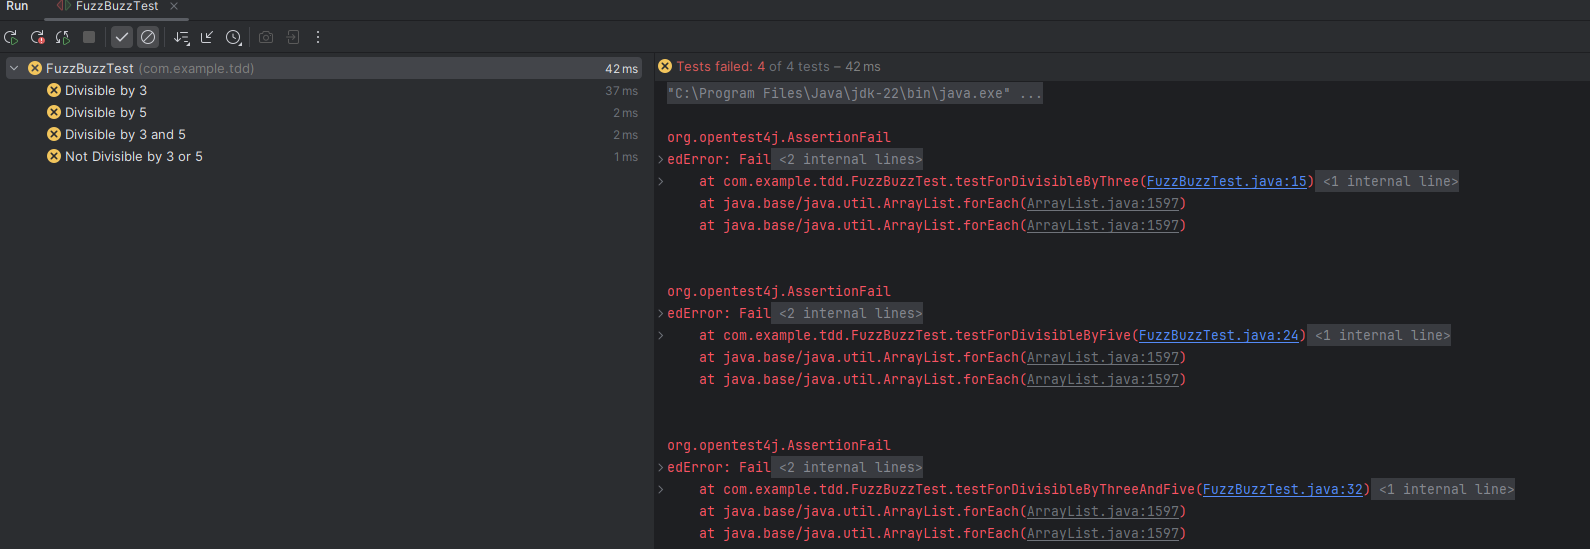 Run FuzzBuzzTest ×
FuzzBuzzTest (com.example.tdd) 42 ms
Divisible by 3 37 ms
Divisible by 5 2 ms
Divisible by 3 and 5 2 ms
Not Divisible by 3 or 5 1 ms
Tests failed: 4 of 4 tests – 42 ms
"C:\Program Files\Java\jdk-22\bin\java.exe" ...
org.opentest4j.AssertionFail
edError: Fail <2 internal lines>
at com.example.tdd.FuzzBuzzTest.testForDivisibleByThree(FuzzBuzzTest.java:15) <1 internal line>
at java.base/java.util.ArrayList.forEach(ArrayList.java:1597)
at java.base/java.util.ArrayList.forEach(ArrayList.java:1597)
org.opentest4j.AssertionFail
edError: Fail <2 internal lines>
at com.example.tdd.FuzzBuzzTest.testForDivisibleByFive(FuzzBuzzTest.java:24) <1 internal line>
at java.base/java.util.ArrayList.forEach(ArrayList.java:1597)
at java.base/java.util.ArrayList.forEach(ArrayList.java:1597)
org.opentest4j.AssertionFail
edError: Fail <2 internal lines>
at com.example.tdd.FuzzBuzzTest.testForDivisibleByThreeAndFive(FuzzBuzzTest.java:32) <1 internal line>
at java.base/java.util.ArrayList.forEach(ArrayList.java:1597)
at java.base/java.util.ArrayList.forEach(ArrayList.java:1597)